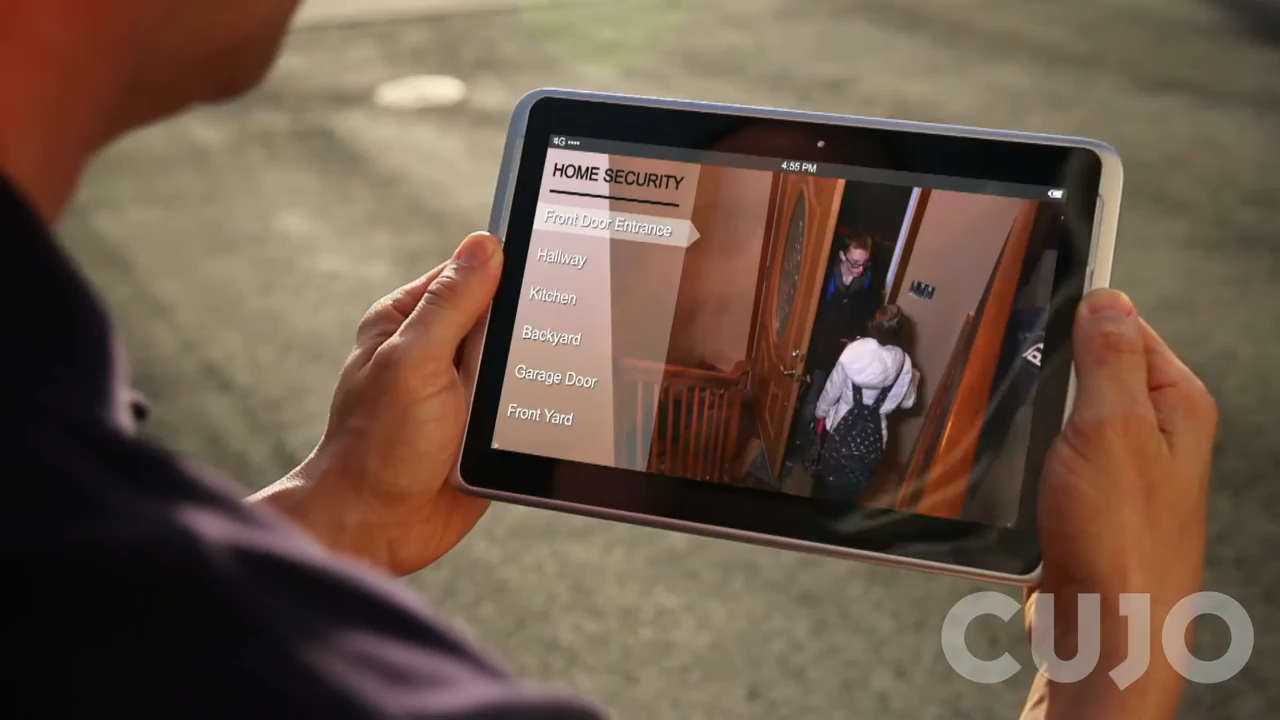 4G
4:55 PM
HOME SECURITY
Front Door Entrance
Hallway
Kitchen
Backyard
Garage Door
Front Yard
CUJO